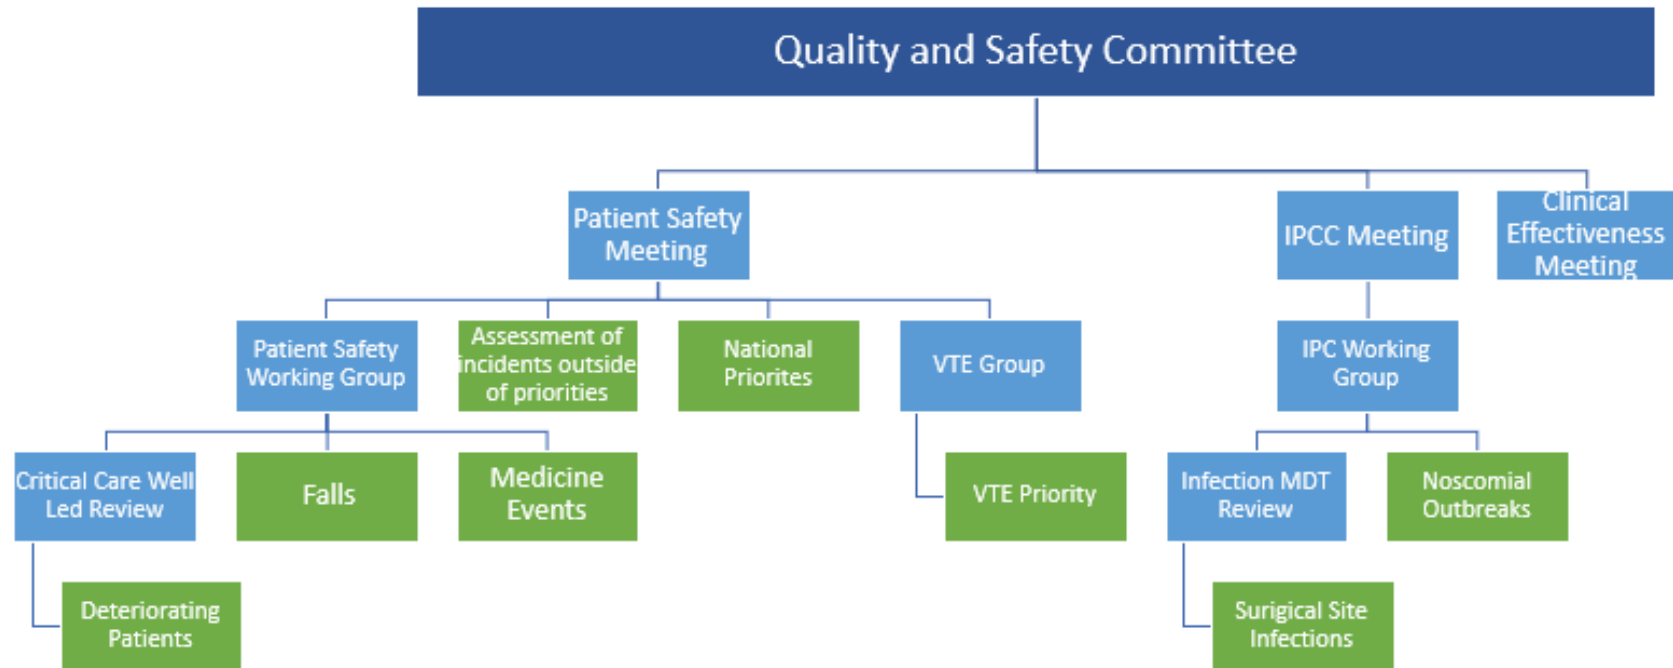 Quality and Safety Committee
Patient Safety
Meeting
IPCC Meeting
Clinical
Effectiveness
Meeting
Patient Safety
Working Group
Assessment of
incidents outside
of priorities
National
Priorites
VTE Group
IPC Working
Group
Critical Care Well
Led Review
Falls
Medicine
Events
VTE Priority
Infection MDT
Review
Noscomial
Outbreaks
Deteriorating
Patients
Surigical Site
Infections